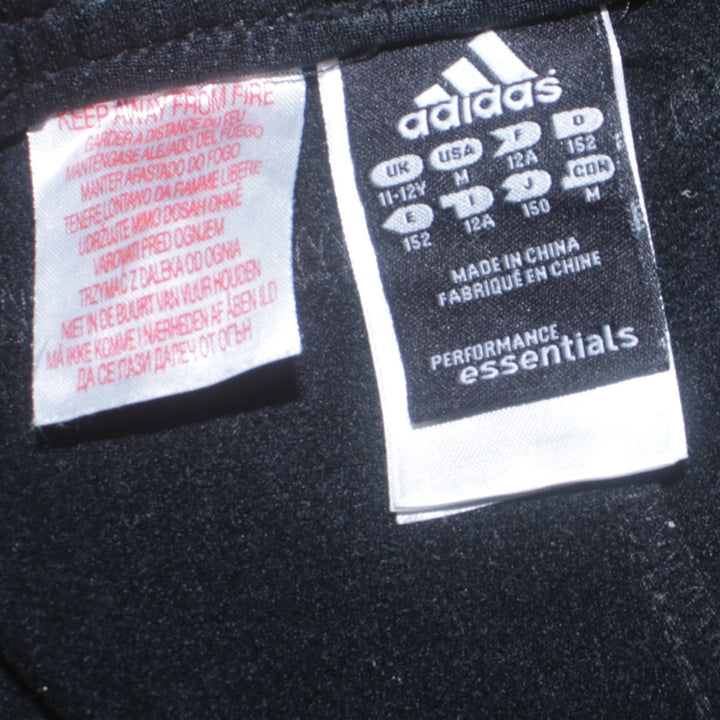 KEEP AWAY FROM FIRE
GARDER A DISTANCE DU FEU
MANTÉNGASE ALEJADO DEL FUEGO
MANTER AFASTADO DO FOGO
TENERE LONTANO DA FIAMME LIBERE
UDRŽUJTE MIMO DOSAH OHNĚ
VAROVATI PRED OGNJEM
TRZYMAĆ Z DALEKA OD OGNIA
NIET IN DE BUURT VAN VUUR HOUDEN
MÅ IKKE KOMME I NÆRHEDEN AF ÅBEN ILD
ДА СЕ ПАЗИ ДАЛЕЧ ОТ ОГЪН
adidas
UK USA F D
11-12Y M 12A 152
E I J CDN
152 12A 150 M
MADE IN CHINA
FABRIQUÉ EN CHINE
PERFORMANCE
essentials